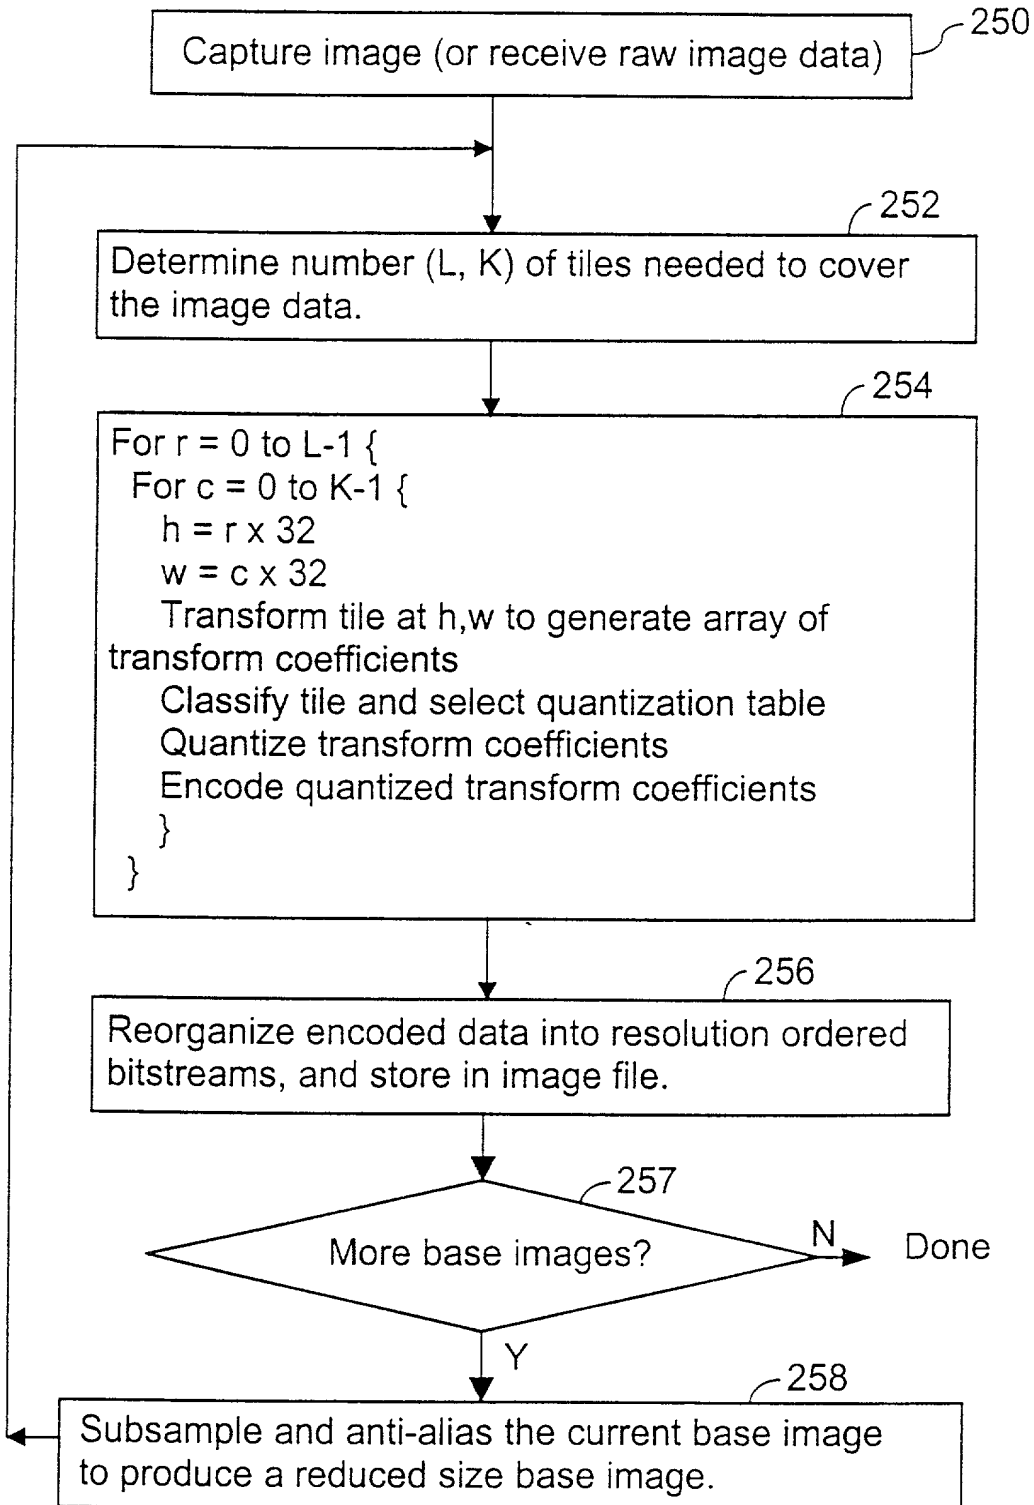 250
Capture image (or receive raw image data)
252
Determine number (L, K) of tiles needed to cover
the image data.
254
For r = 0 to L-1 {
For c = 0 to K-1 {
h = r x 32
w = c x 32
Transform tile at h,w to generate array of
transform coefficients
Classify tile and select quantization table
Quantize transform coefficients
Encode quantized transform coefficients
}
}
256
Reorganize encoded data into resolution ordered
bitstreams, and store in image file.
257
More base images?
N
Done
Y
258
Subsample and anti-alias the current base image
to produce a reduced size base image.